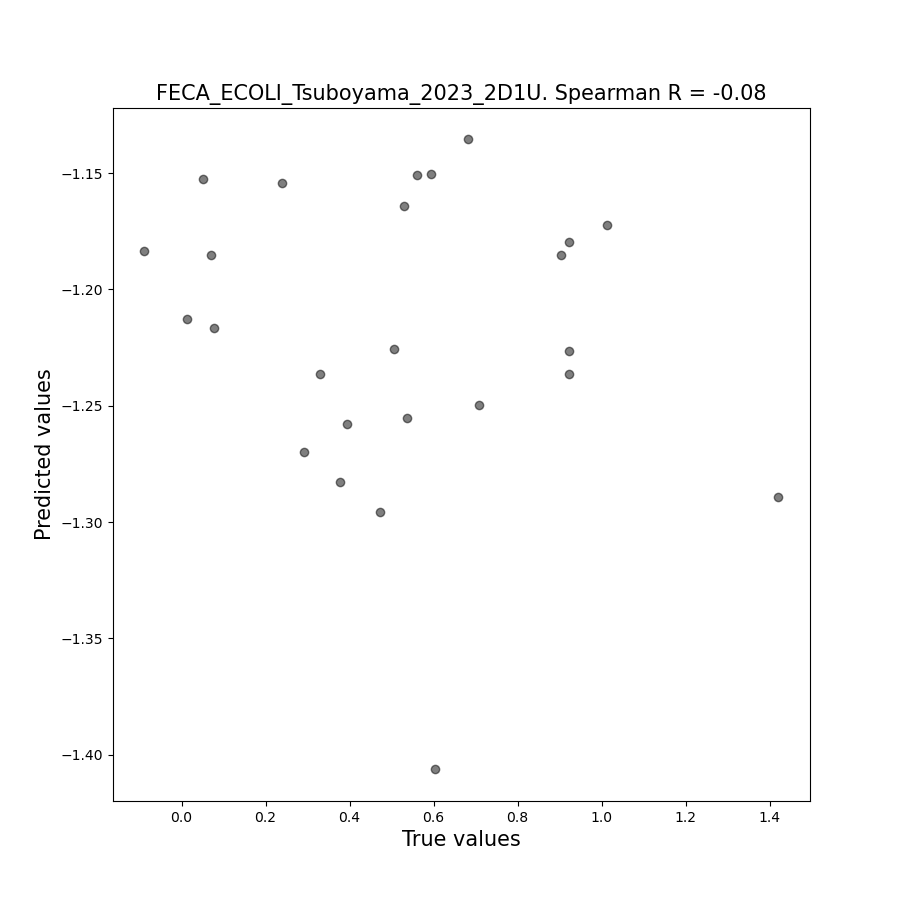 FECA_ECOLI_Tsuboyama_2023_2D1U. Spearman R = -0.08
−1.15
−1.20
−1.25
−1.30
−1.35
−1.40
Predicted values
0.0 0.2 0.4 0.6 0.8 1.0 1.2 1.4
True values